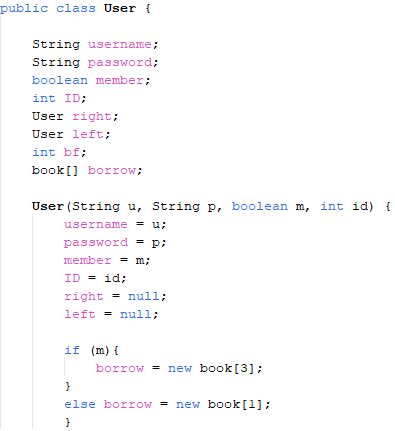 public class User {
String username;
String password;
boolean member;
int ID;
User right;
User left;
int bf;
book[] borrow;
User(String u, String p, boolean m, int id) {
username = u;
password = p;
member = m;
ID = id;
right = null;
left = null;
if (m){
borrow = new book[3];
}
else borrow = new book[1];
}